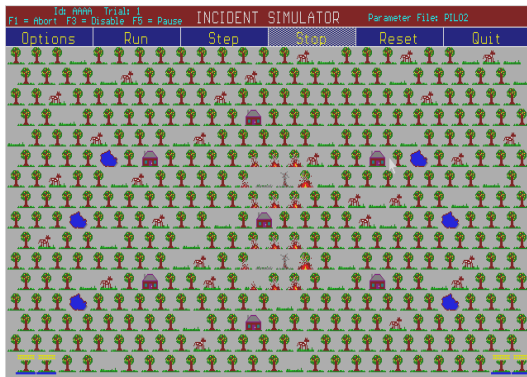 Id: AAAA Trial: 1
F1 = Abort F3 = Disable F5 = Pause
INCIDENT SIMULATOR
Parameter File: PILO2
Options Run Step Stop Reset Quit